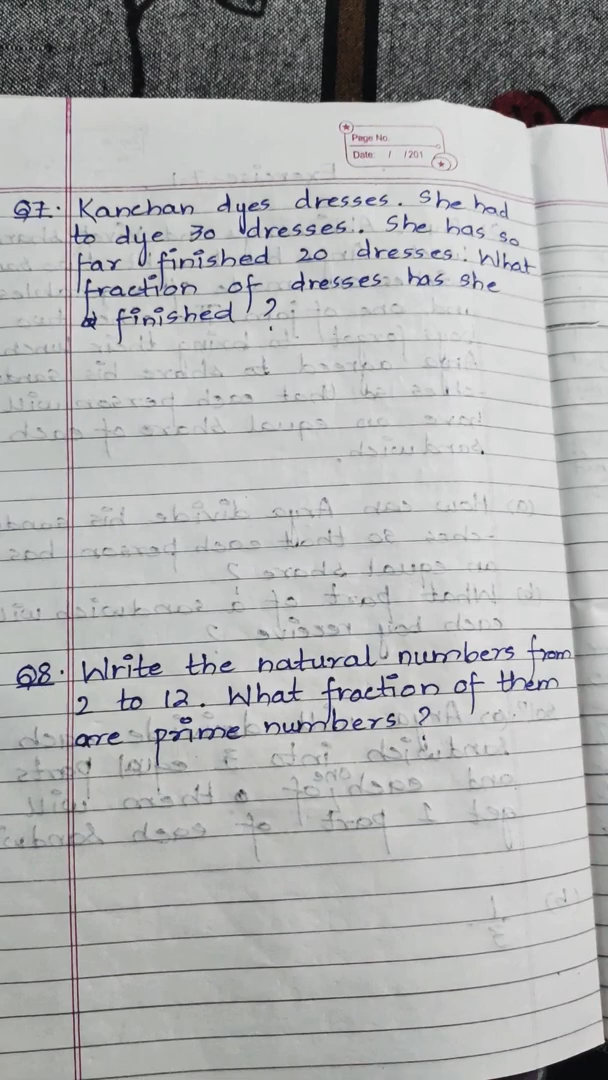 Page No.
Date: / /201
Q7. Kanchan dyes dresses. She had
to dye 30 dresses. She has so
far finished 20 dresses. What
fraction of dresses has she
finished ?
Q8. Write the natural numbers from
2 to 12. What fraction of them
are prime numbers ?